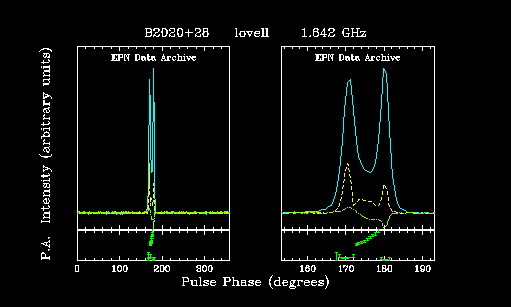 B2020+28 lovell 1.642 GHz
EPN Data Archive
EPN Data Archive
P.A. Intensity (arbitrary units)
0 100 200 300
160 170 180 190
Pulse Phase (degrees)